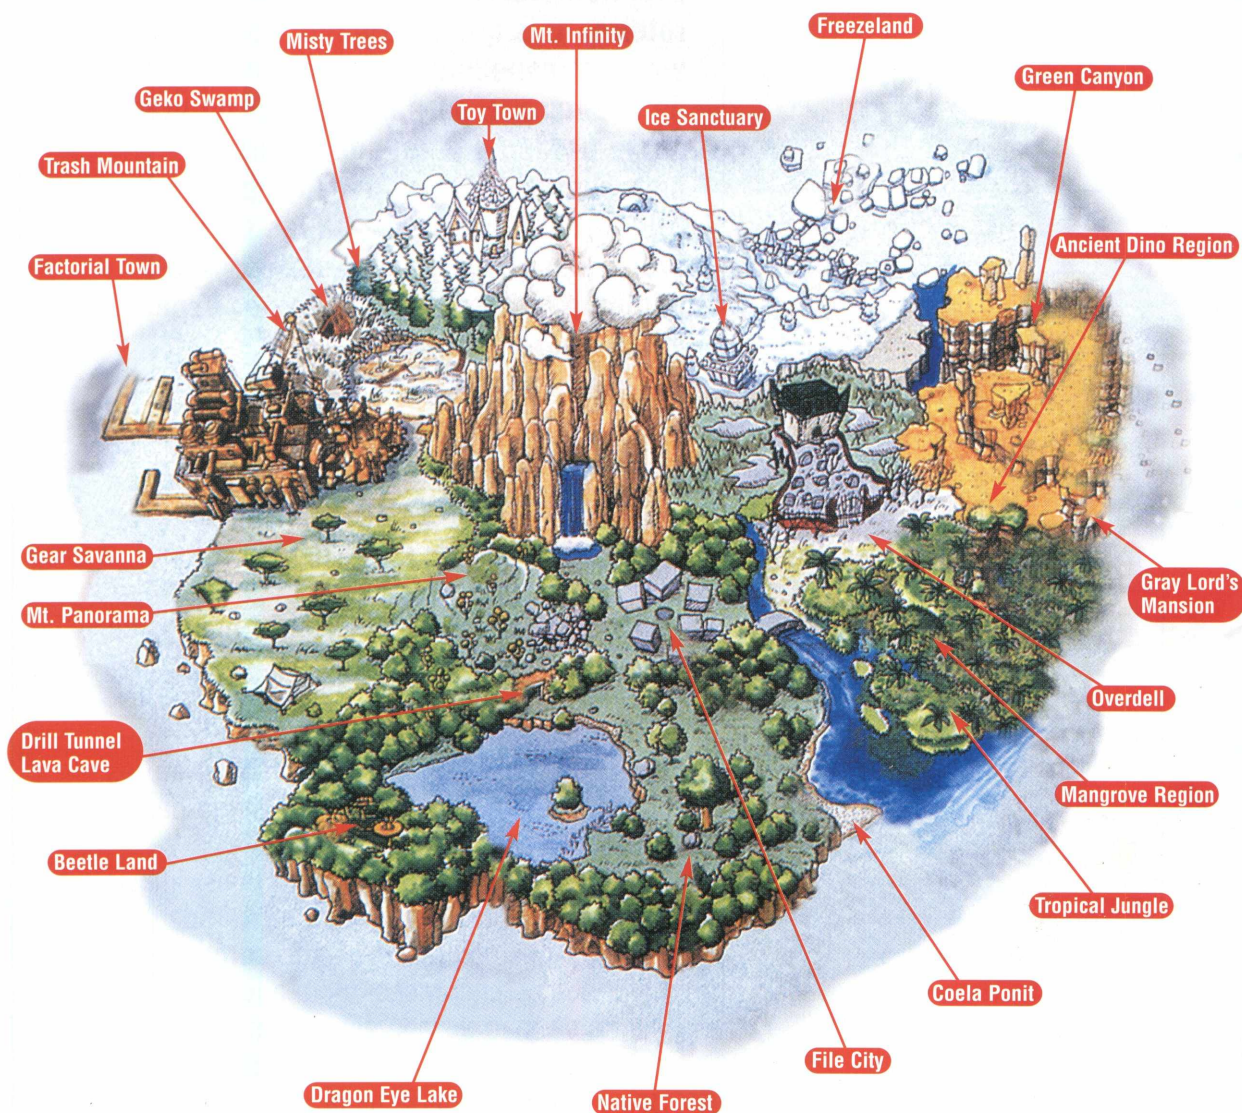 Freezeland
Misty Trees
Mt. Infinity
Green Canyon
Geko Swamp
Toy Town
Ice Sanctuary
Trash Mountain
Ancient Dino Region
Factorial Town
Gear Savanna
Gray Lord's
Mansion
Mt. Panorama
Overdell
Drill Tunnel
Lava Cave
Mangrove Region
Beetle Land
Tropical Jungle
Coela Ponit
File City
Dragon Eye Lake
Native Forest